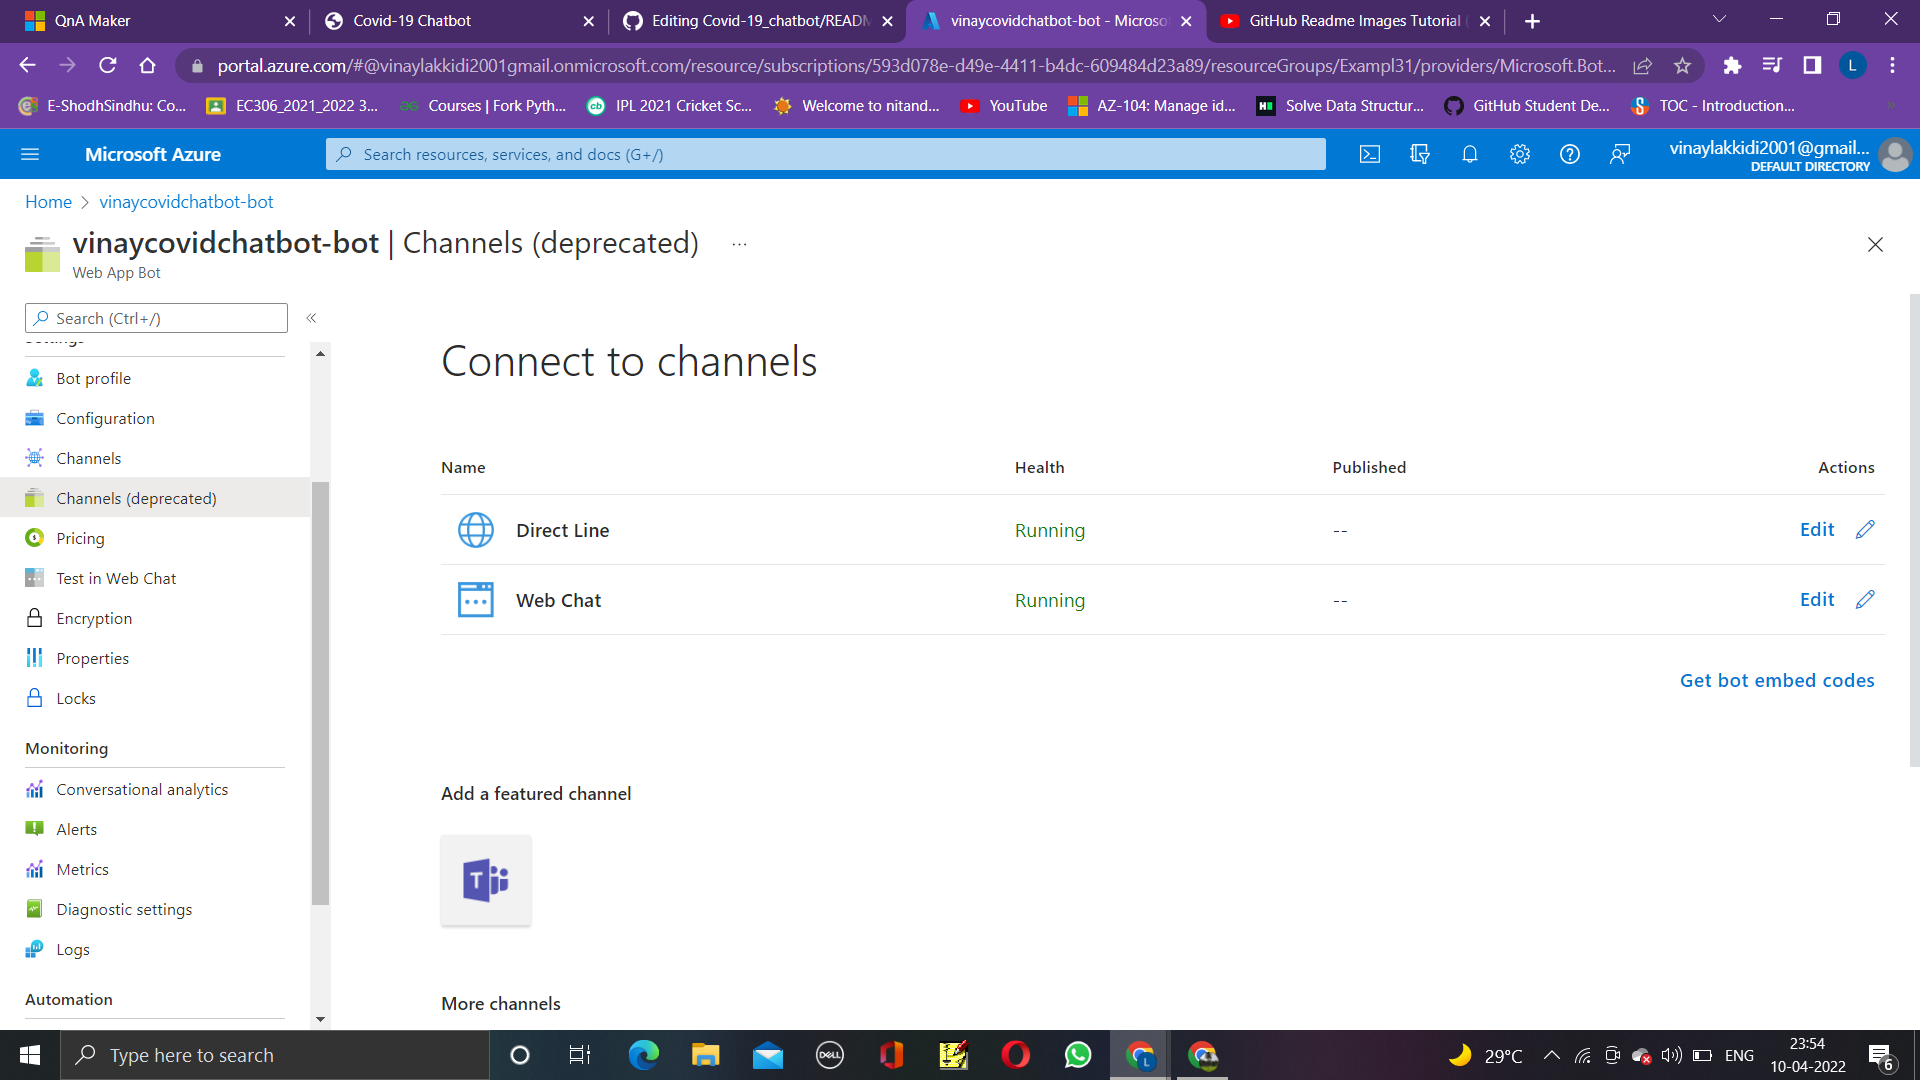 QnA Maker
Covid-19 Chatbot
Editing Covid-19_chatbot/READM
vinaycovidchatbot-bot - Microsof
GitHub Readme Images Tutorial (
portal.azure.com/#@vinaylakkidi2001gmail.onmicrosoft.com/resource/subscriptions/593d078e-d49e-4411-b4dc-609484d23a89/resourceGroups/Exampl31/providers/Microsoft.Bot...
L
E-ShodhSindhu: Co...
EC306_2021_2022 3...
Courses | Fork Pyth...
IPL 2021 Cricket Sc...
Welcome to nitand...
YouTube
AZ-104: Manage id...
Solve Data Structur...
GitHub Student De...
TOC - Introduction...
Microsoft Azure
Search resources, services, and docs (G+/)
vinaylakkidi2001@gmail...
DEFAULT DIRECTORY
Home > vinaycovidchatbot-bot
vinaycovidchatbot-bot | Channels (deprecated) ...
Web App Bot
Search (Ctrl+/)
«
Settings
Bot profile
Configuration
Channels
Channels (deprecated)
Pricing
Test in Web Chat
Encryption
Properties
Locks
Monitoring
Conversational analytics
Alerts
Metrics
Diagnostic settings
Logs
Automation
Connect to channels
Name Health Published Actions
Direct Line Running -- Edit
Web Chat Running -- Edit
Get bot embed codes
Add a featured channel
T
More channels
Type here to search
DELL
L
29°C
ENG
23:54
10-04-2022
6